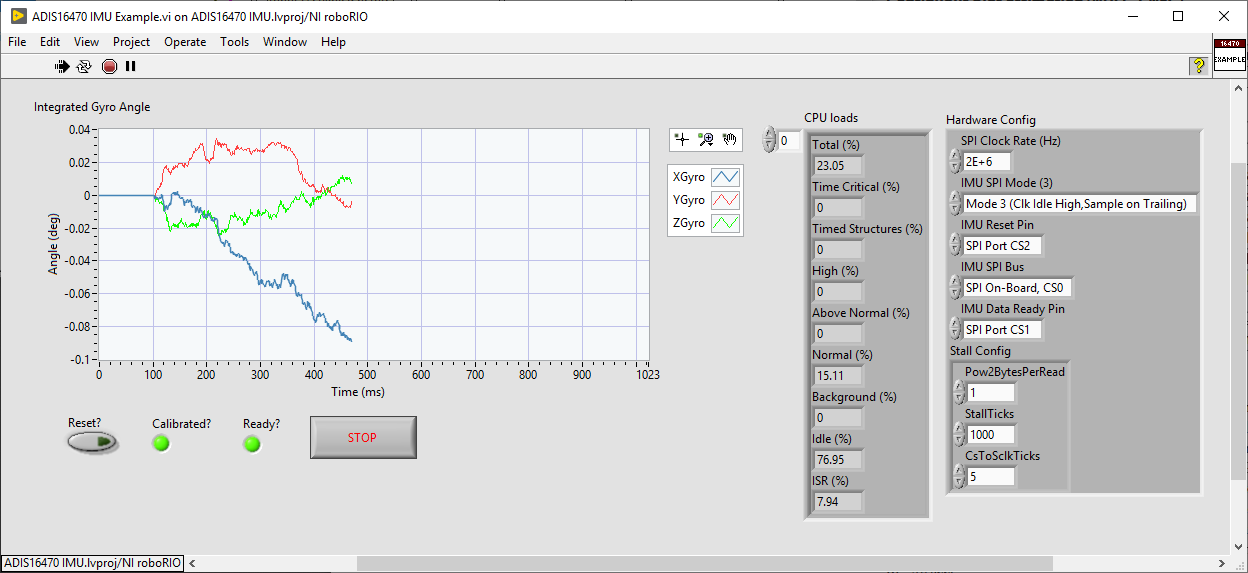 ADIS16470 IMU Example.vi on ADIS16470 IMU.lvproj/NI roboRIO
File Edit View Project Operate Tools Window Help
16470
EXAMPLE
?
Integrated Gyro Angle
Angle (deg)
0.04
0.02
0
-0.02
-0.04
-0.06
-0.08
-0.1
0 100 200 300 400 500 600 700 800 900 1023
Time (ms)
XGyro
YGyro
ZGyro
Reset?
Calibrated?
Ready?
STOP
0
CPU loads
Total (%)
23.05
Time Critical (%)
0
Timed Structures (%)
0
High (%)
0
Above Normal (%)
0
Normal (%)
15.11
Background (%)
0
Idle (%)
76.95
ISR (%)
7.94
Hardware Config
SPI Clock Rate (Hz)
2E+6
IMU SPI Mode (3)
Mode 3 (Clk Idle High,Sample on Trailing)
IMU Reset Pin
SPI Port CS2
IMU SPI Bus
SPI On-Board, CS0
IMU Data Ready Pin
SPI Port CS1
Stall Config
Pow2BytesPerRead
1
StallTicks
1000
CsToSclkTicks
5
ADIS16470 IMU.lvproj/NI roboRIO